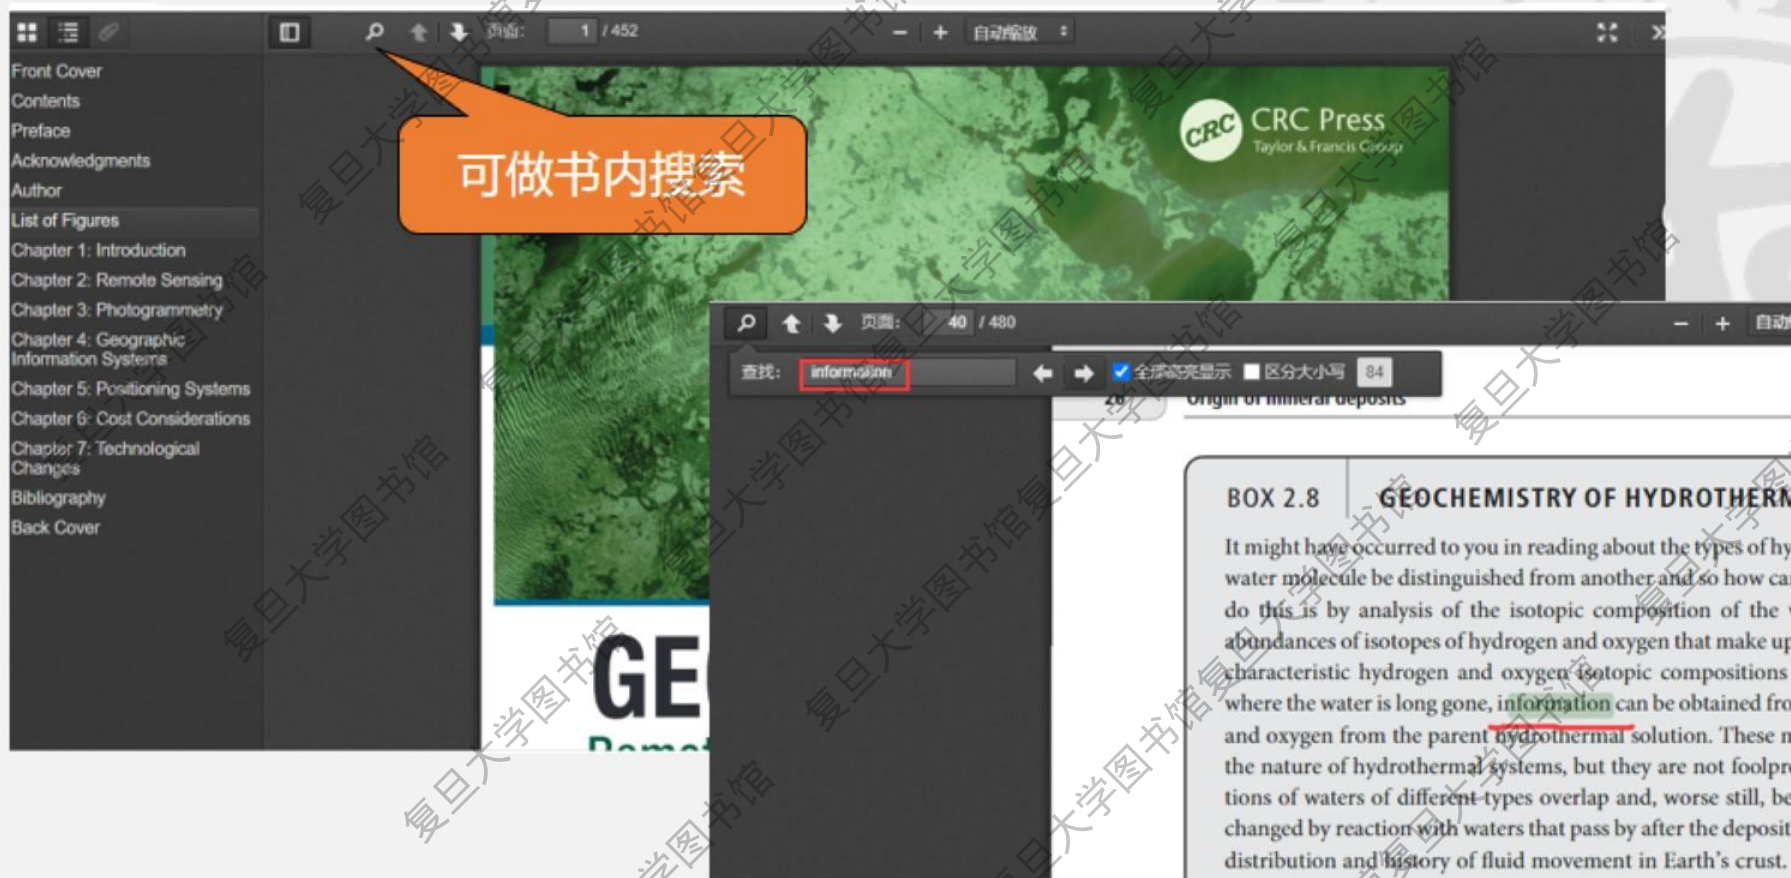 页面: 1 / 452
自动缩放
Front Cover
Contents
Preface
Acknowledgments
Author
List of Figures
Chapter 1: Introduction
Chapter 2: Remote Sensing
Chapter 3: Photogrammetry
Chapter 4: Geographic
Information Systems
Chapter 5: Positioning Systems
Chapter 6: Cost Considerations
Chapter 7: Technological
Changes
Bibliography
Back Cover
可做书内搜索
CRC CRC Press
Taylor & Francis Group
GE
页面: 40 / 480
自动
查找: information 全部高亮显示 区分大小写 84
28 Origin of mineral deposits
BOX 2.8 GEOCHEMISTRY OF HYDROTHERM
It might have occurred to you in reading about the types of hy
water molecule be distinguished from another and so how ca
do this is by analysis of the isotopic composition of the
abundances of isotopes of hydrogen and oxygen that make up
characteristic hydrogen and oxygen isotopic compositions
where the water is long gone, information can be obtained fro
and oxygen from the parent hydrothermal solution. These m
the nature of hydrothermal systems, but they are not foolpr
tions of waters of different types overlap and, worse still, be
changed by reaction with waters that pass by after the deposit
distribution and history of fluid movement in Earth's crust.
复旦大学图书馆